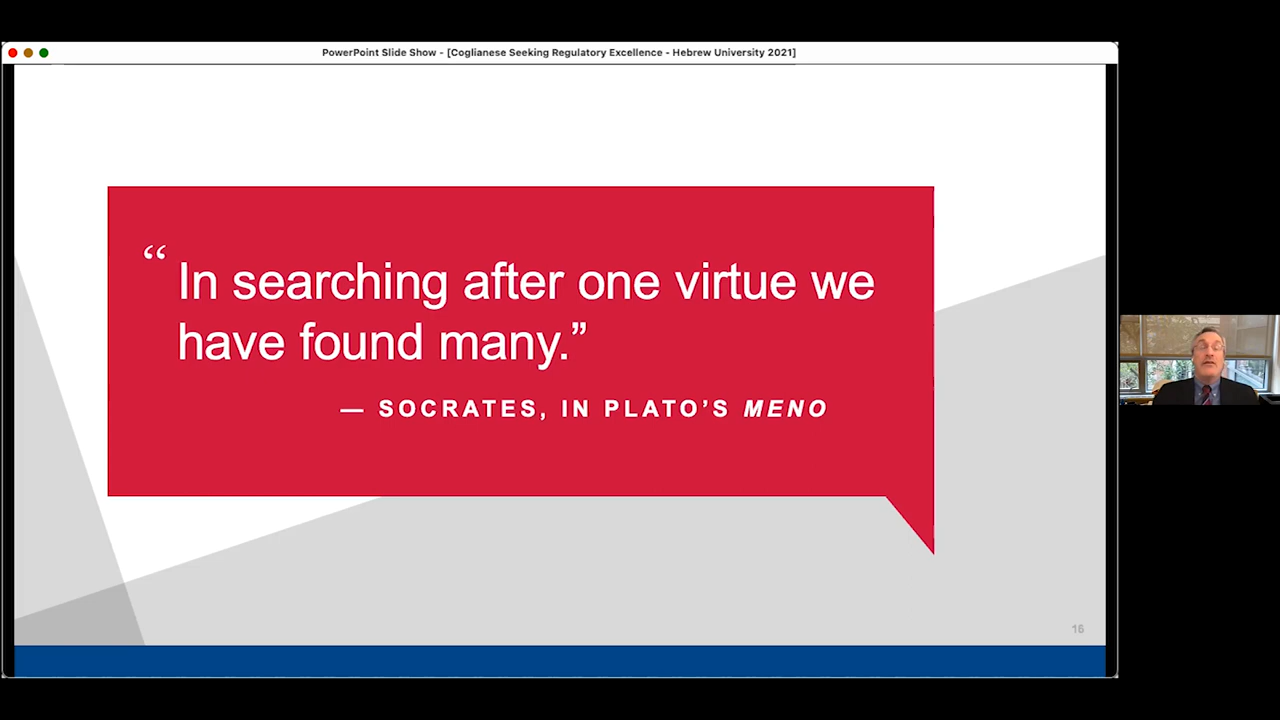 PowerPoint Slide Show - [Coglianese Seeking Regulatory Excellence - Hebrew University 2021]
“ In searching after one virtue we
have found many.”
— SOCRATES, IN PLATO’S MENO
16